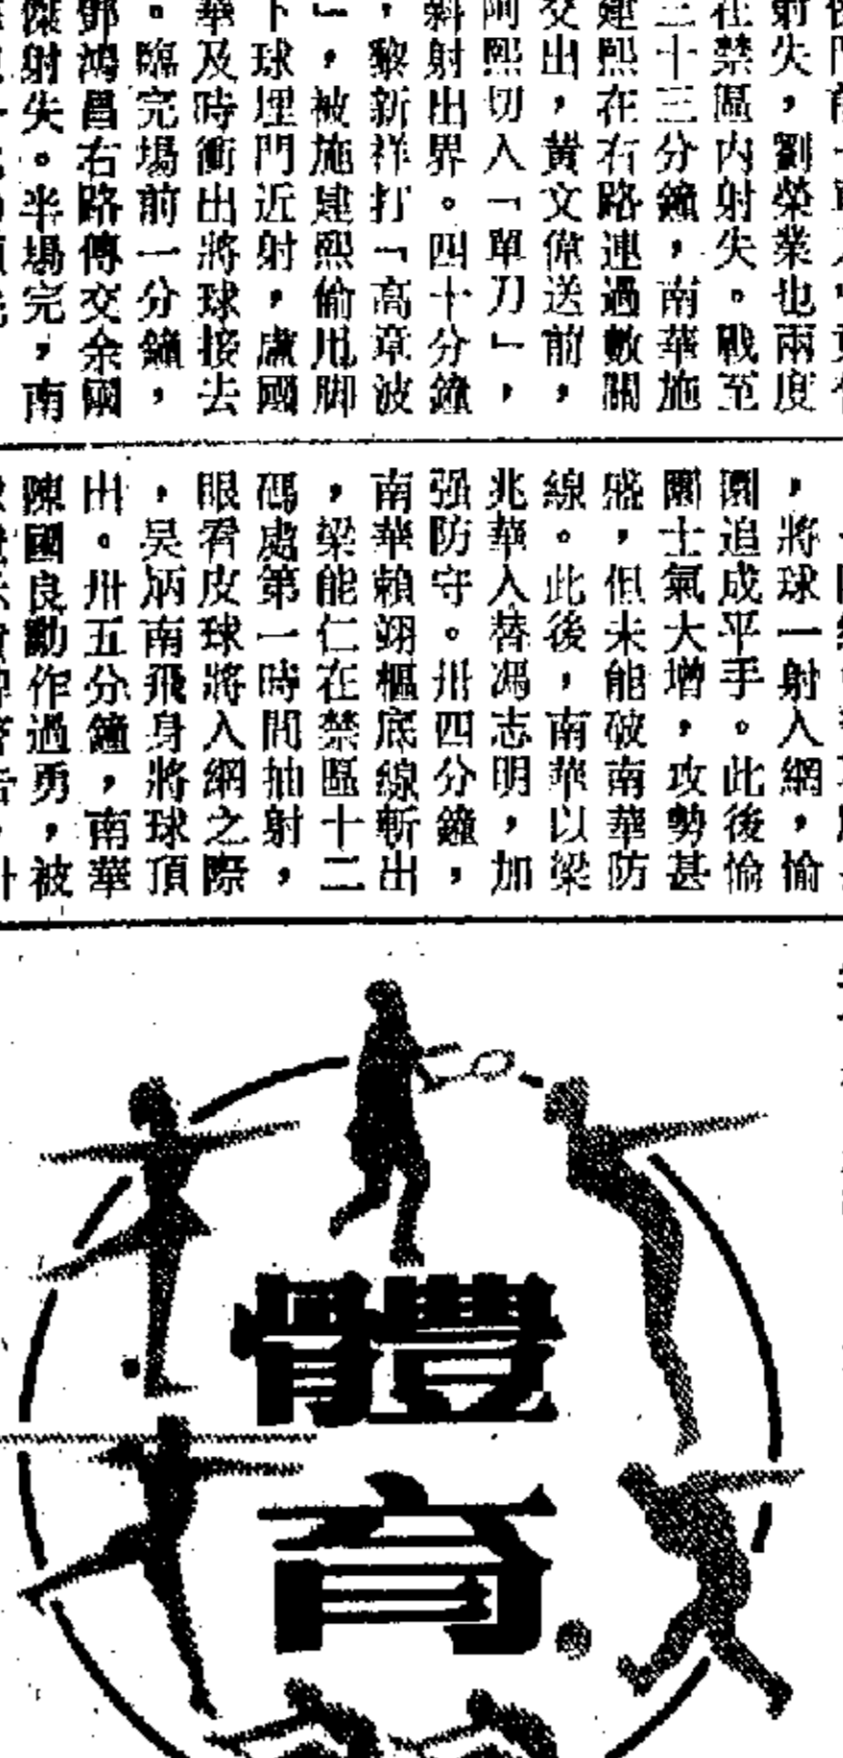 射失，劉榮業也兩度
在禁區內射失。戰至
三十三分鐘，南華施
建熙在右路連過數關
交出，黃文偉送前，
阿熙切入「單刀」，
斜射出界。四十分鐘
，黎新祥打「高章波
」，被施建熙偷甩脚
下球埋門近射，盧國
華及時衝出將球接去
。臨完場前一分鐘，
鄧鴻昌右路傳交余國
傑射失。半場完，南
，將球一射入網，愉
園追成平手。此後愉
園士氣大增，攻勢甚
盛，但未能破南華防
線。此後，南華以梁
兆華入替馮志明，加
强防守。卅四分鐘，
南華賴翊樞底線斬出
，梁能仁在禁區十二
碼處第一時間抽射，
眼看皮球將入網之際
，吳炳南飛身將球頂
出。卅五分鐘，南華
陳國良動作過勇，被
體
育